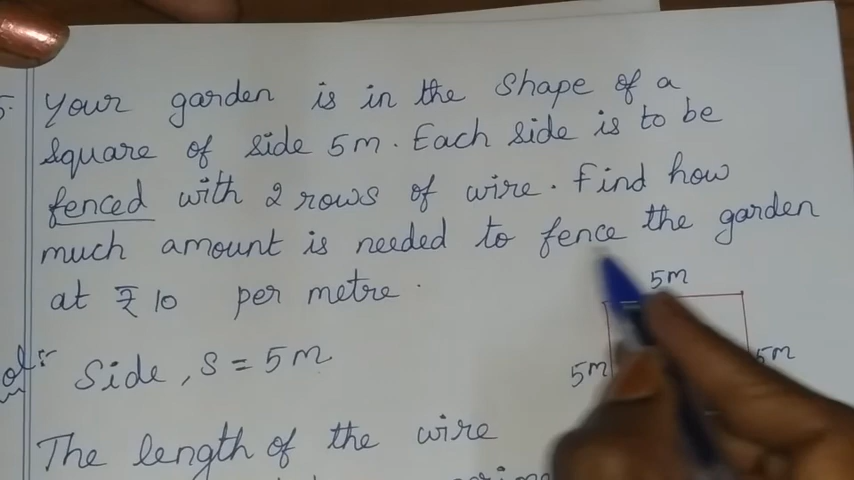 5. Your garden is in the shape of a
square of side 5m. Each side is to be
fenced with 2 rows of wire. Find how
much amount is needed to fence the garden
at ₹ 10 per metre.
5m
5m 5m
Side, s = 5m
The length of the wire